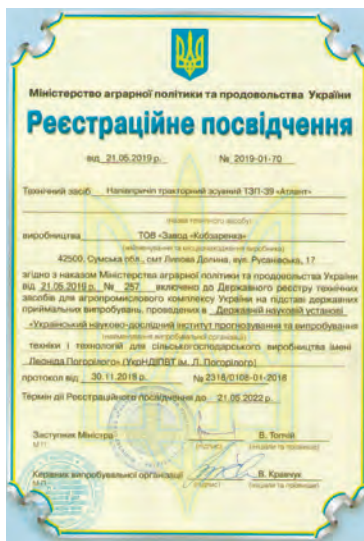 Міністерство аграрної політики та продовольства України
Реєстраційне посвідчення
від 21.05.2019 р. № 2019-01-70
Технічний засіб Напівпричіп тракторний зсувний ТЗП-39 «Атлант»
(назва технічного засобу)
виробництва ТОВ «Завод «Кобзаренка»
(найменування та місцезнаходження виробника)
42500, Сумська обл., смт Липова Долина, вул. Русанівська, 17
згідно з наказом Міністерства аграрної політики та продовольства України
від 21.05.2019 р. № 257 включено до Державного реєстру технічних
засобів для агропромислового комплексу України на підставі державних
приймальних випробувань, проведених в Державній науковій установі
«Український науково-дослідний інститут прогнозування та випробування
(найменування випробувальної організації)
техніки і технологій для сільськогосподарського виробництва імені
Леоніда Погорілого» (УкрНДІПВТ ім. Л. Погорілого)
протокол від 30.11.2018 р. № 2316/0108-01-2018
Термін дії Реєстраційного посвідчення до 21.05.2022 р.
Заступник Міністра В. Топчій
М.П. (підпис) (ініціали та прізвище)
Керівник випробувальної організації В. Кравчук
М.П. (підпис) (ініціали та прізвище)